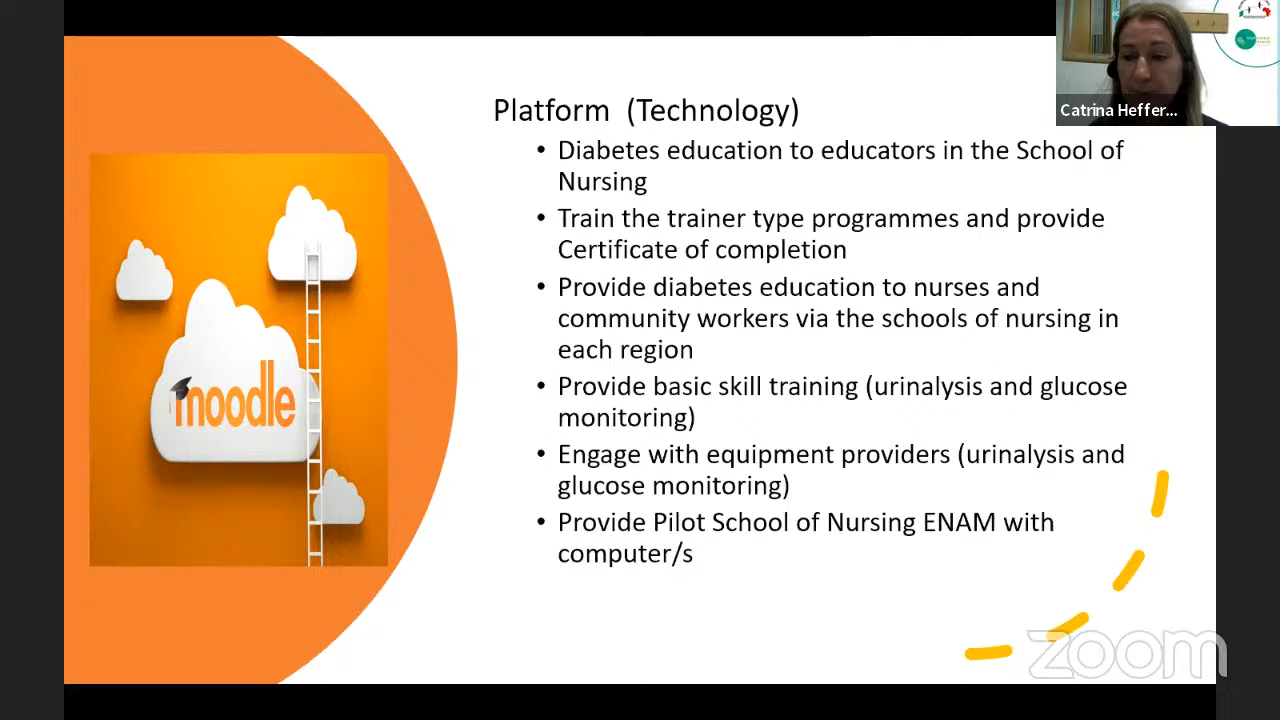 Platform (Technology)
• Diabetes education to educators in the School of
Nursing
• Train the trainer type programmes and provide
Certificate of completion
• Provide diabetes education to nurses and
community workers via the schools of nursing in
each region
• Provide basic skill training (urinalysis and glucose
monitoring)
• Engage with equipment providers (urinalysis and
glucose monitoring)
• Provide Pilot School of Nursing ENAM with
computer/s
moodle
Catrina Heffer...
zoom